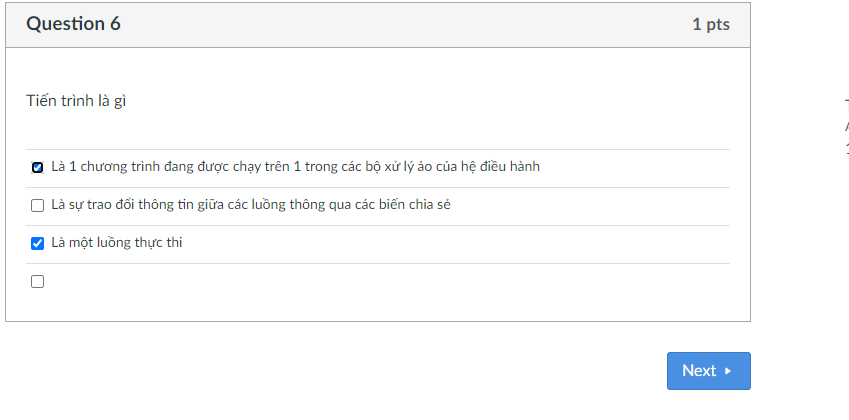 Question 6
1 pts
Tiến trình là gì
Là 1 chương trình đang được chạy trên 1 trong các bộ xử lý ảo của hệ điều hành
Là sự trao đổi thông tin giữa các luồng thông qua các biến chia sẻ
Là một luồng thực thi
Next